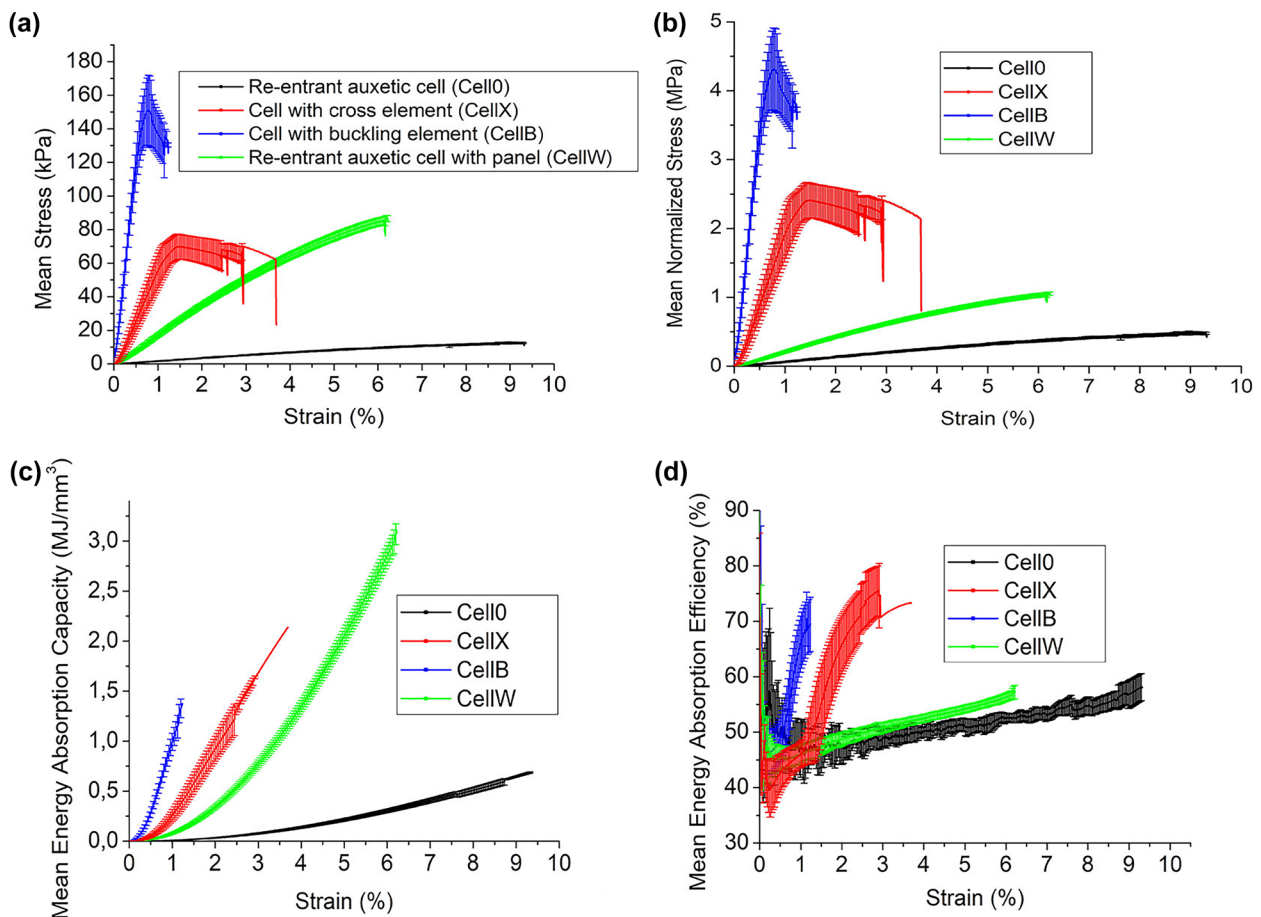 (a)
Mean Stress (kPa)
180
160
140
120
100
80
60
40
20
0
Re-entrant auxetic cell (Cell0)
Cell with cross element (CellX)
Cell with buckling element (CellB)
Re-entrant auxetic cell with panel (CellW)
0 1 2 3 4 5 6 7 8 9 10
Strain (%)
(b)
Mean Normalized Stress (MPa)
5
4
3
2
1
0
Cell0
CellX
CellB
CellW
0 1 2 3 4 5 6 7 8 9 10
Strain (%)
(c)
Mean Energy Absorption Capacity (MJ/mm³)
3,0
2,5
2,0
1,5
1,0
0,5
0,0
Cell0
CellX
CellB
CellW
0 1 2 3 4 5 6 7 8 9 10
Strain (%)
(d)
Mean Energy Absorption Efficiency (%)
90
80
70
60
50
40
30
Cell0
CellX
CellB
CellW
0 1 2 3 4 5 6 7 8 9 10
Strain (%)